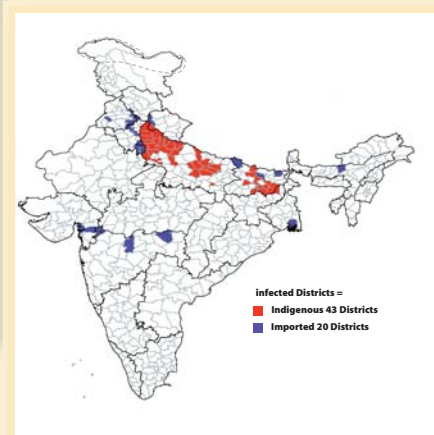 infected Districts =
Indigenous 43 Districts
Imported 20 Districts